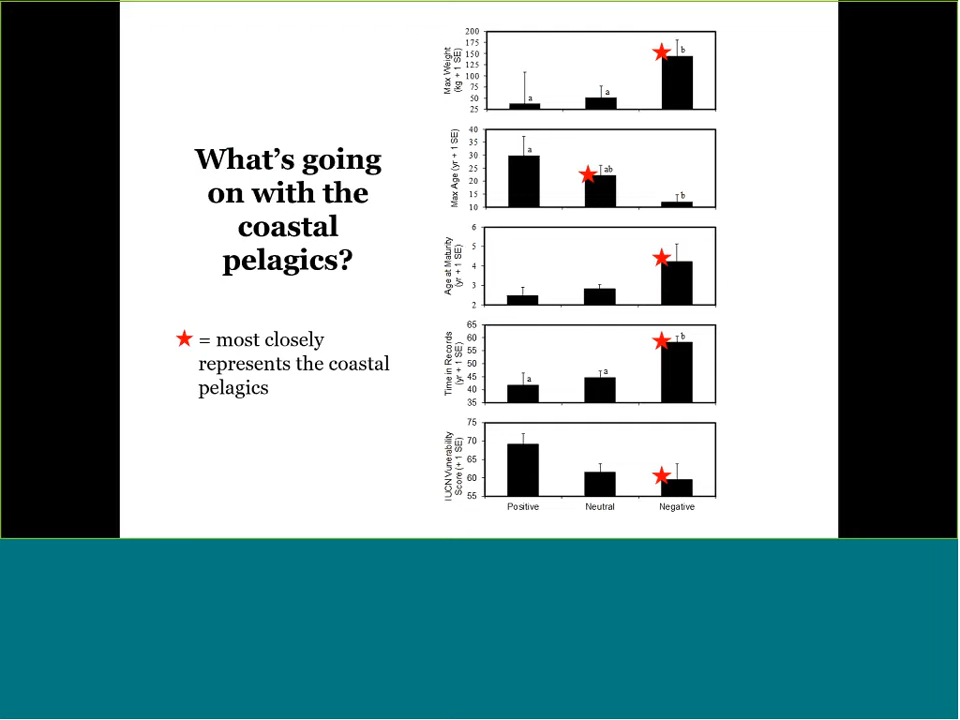 What's going
on with the
coastal
pelagics?
= most closely
represents the coastal
pelagics
Max Weight
(kg + 1 SE)
200
175
150
125
100
75
50
25
a
a
b
Max Age (yr + 1 SE)
40
35
30
25
20
15
10
a
ab
b
Age at Maturity
(yr + 1 SE)
6
5
4
3
2
Time in Records
(yr + 1 SE)
65
60
55
50
45
40
35
a
a
b
IUCN Vunerability
Score (+ 1 SE)
75
70
65
60
55
Positive
Neutral
Negative